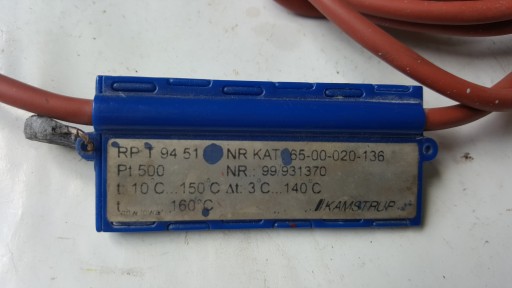 RP T 94 51 NR KAT. 65-00-020-136
Pt 500 NR.: 99 931370
t: 10°C...150°C Δt: 3°C...140°C
t 160°C KAMSTRUP